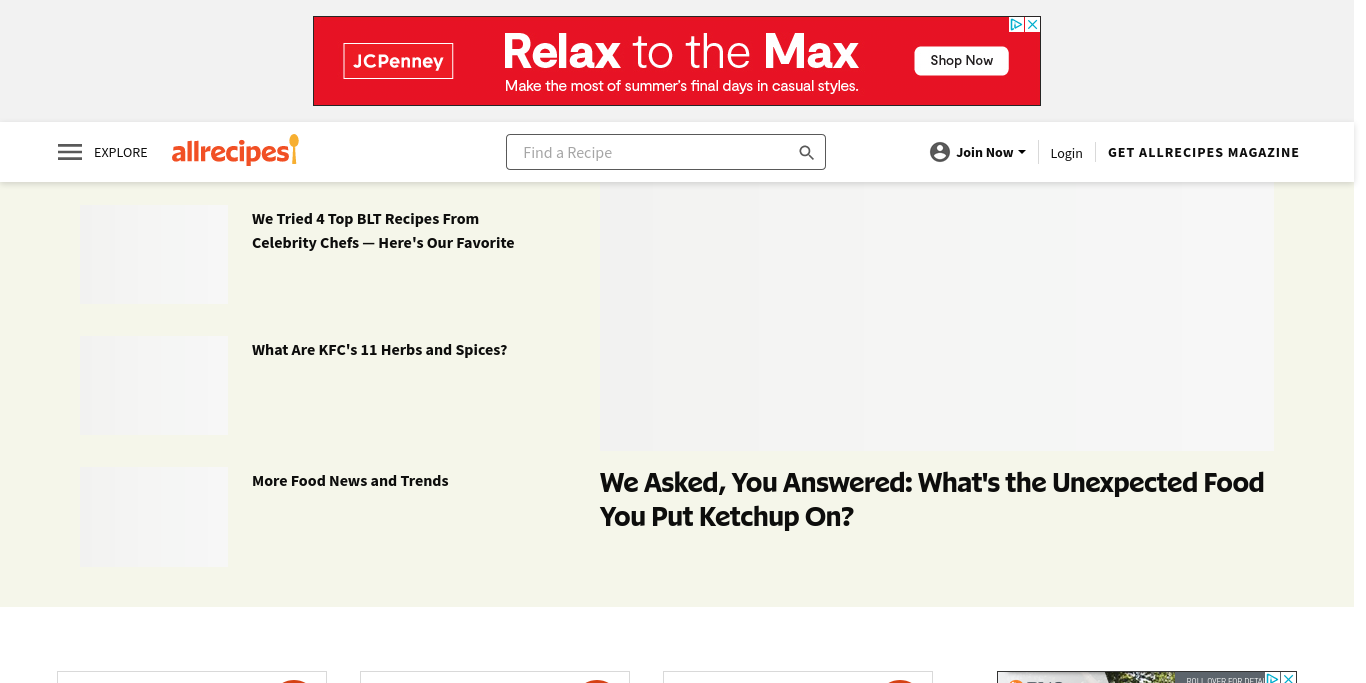 JCPenney
Relax to the Max
Make the most of summer's final days in casual styles.
Shop Now
EXPLORE
allrecipes
Find a Recipe
Join Now
Login
GET ALLRECIPES MAGAZINE
We Tried 4 Top BLT Recipes From
Celebrity Chefs — Here's Our Favorite
What Are KFC's 11 Herbs and Spices?
More Food News and Trends
We Asked, You Answered: What's the Unexpected Food
You Put Ketchup On?
ROLL OVER FOR